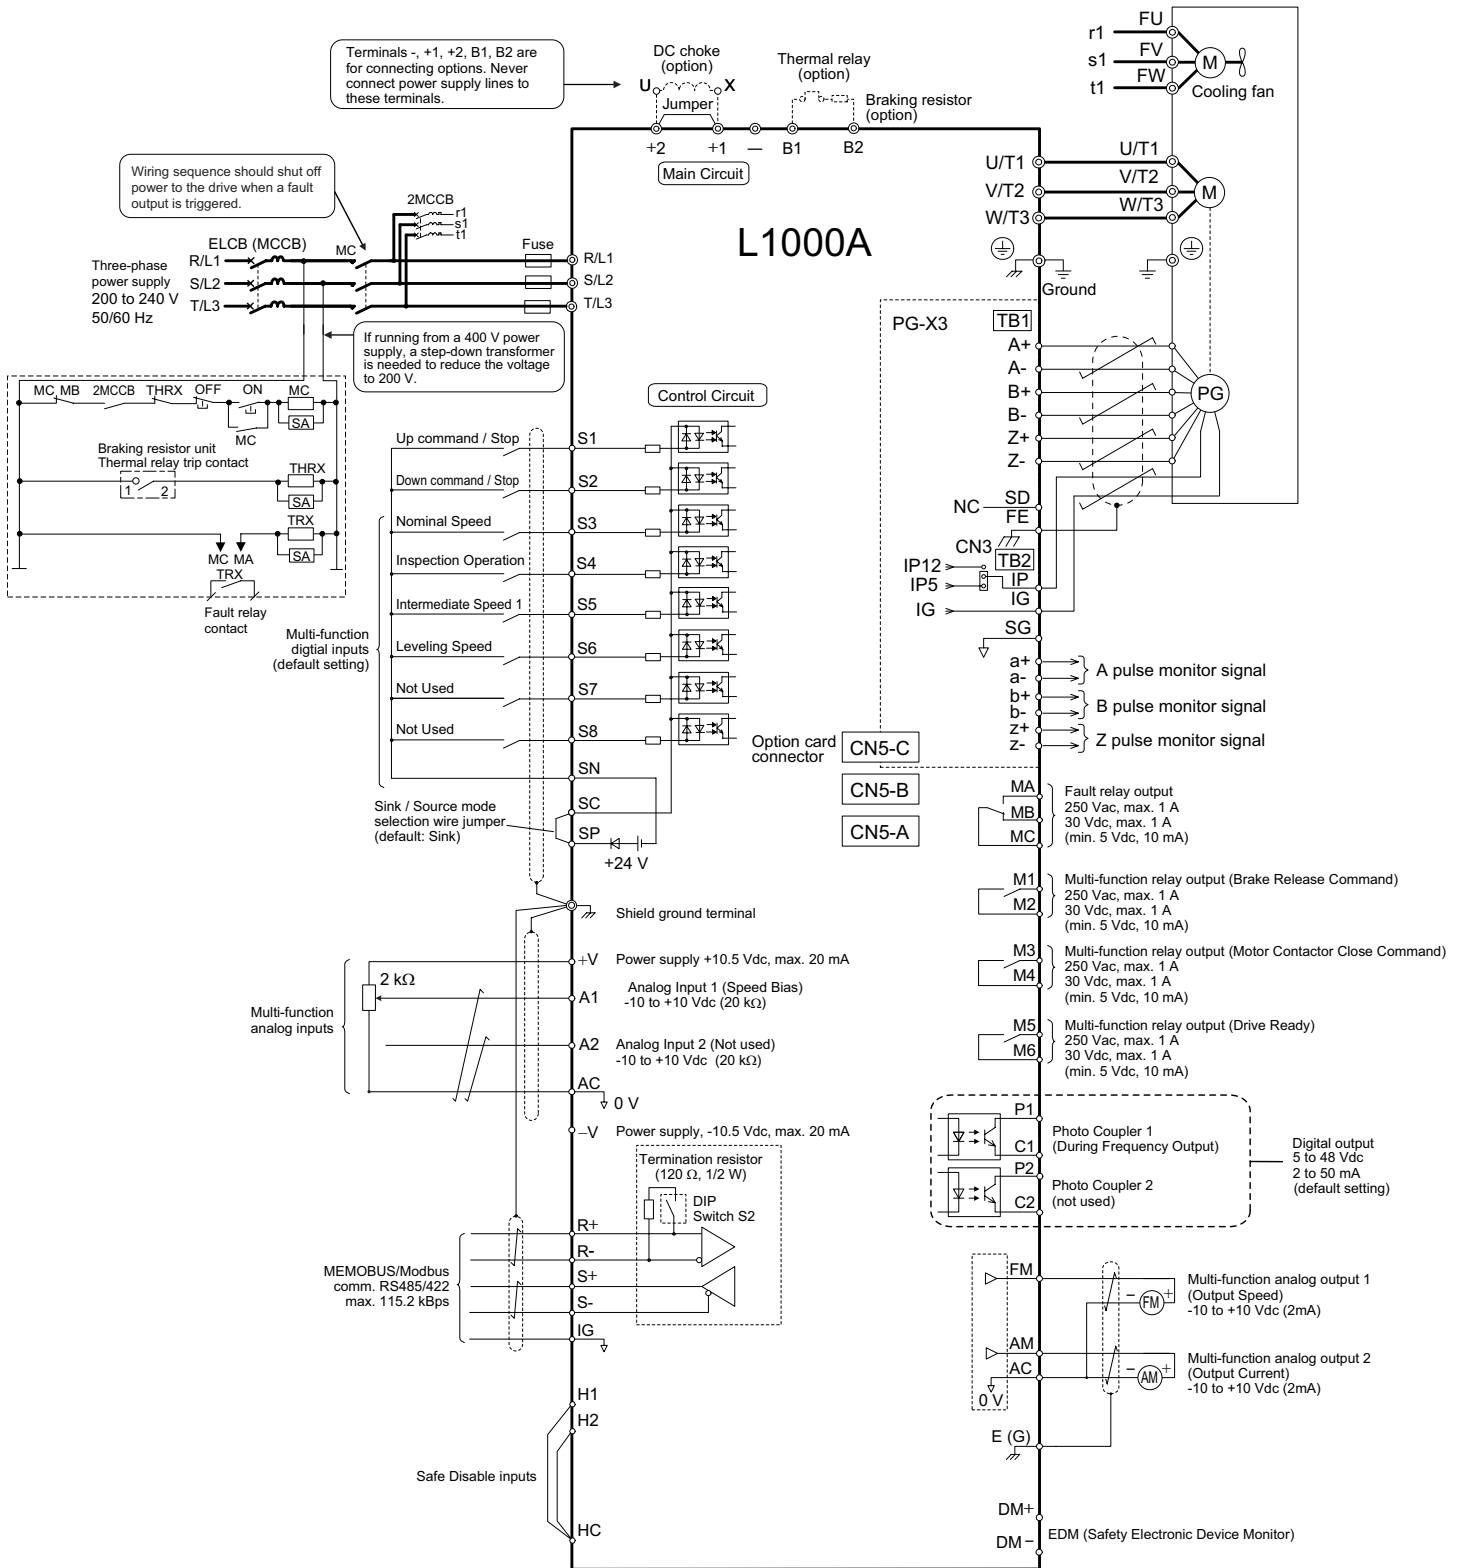 Terminals -, +1, +2, B1, B2 are
for connecting options. Never
connect power supply lines to
these terminals.
DC choke
(option)
U
X
Jumper
Thermal relay
(option)
Braking resistor
(option)
+2
+1
—
B1
B2
Main Circuit
r1
FU
s1
FV
t1
FW
M
Cooling fan
Wiring sequence should shut off
power to the drive when a fault
output is triggered.
2MCCB
r1
s1
t1
ELCB (MCCB)
MC
Fuse
Three-phase
power supply
200 to 240 V
50/60 Hz
R/L1
S/L2
T/L3
R/L1
S/L2
T/L3
L1000A
U/T1
V/T2
W/T3
U/T1
V/T2
W/T3
M
Ground
If running from a 400 V power
supply, a step-down transformer
is needed to reduce the voltage
to 200 V.
MC MB
2MCCB
THRX
OFF
ON
MC
SA
MC
Braking resistor unit
Thermal relay trip contact
1
2
THRX
SA
TRX
SA
MC MA
TRX
Fault relay
contact
Control Circuit
Up command / Stop
S1
Down command / Stop
S2
Nominal Speed
S3
Inspection Operation
S4
Intermediate Speed 1
S5
Leveling Speed
S6
Not Used
S7
Not Used
S8
Multi-function
digtial inputs
(default setting)
SN
SC
SP
+24 V
Sink / Source mode
selection wire jumper
(default: Sink)
Option card
connector
CN5-C
CN5-B
CN5-A
PG-X3
TB1
A+
A-
B+
B-
Z+
Z-
PG
NC
SD
FE
CN3
TB2
IP12
IP5
IP
IG
IG
SG
a+
a-
A pulse monitor signal
b+
b-
B pulse monitor signal
z+
z-
Z pulse monitor signal
MA
MB
MC
Fault relay output
250 Vac, max. 1 A
30 Vdc, max. 1 A
(min. 5 Vdc, 10 mA)
M1
M2
Multi-function relay output (Brake Release Command)
250 Vac, max. 1 A
30 Vdc, max. 1 A
(min. 5 Vdc, 10 mA)
M3
M4
Multi-function relay output (Motor Contactor Close Command)
250 Vac, max. 1 A
30 Vdc, max. 1 A
(min. 5 Vdc, 10 mA)
M5
M6
Multi-function relay output (Drive Ready)
250 Vac, max. 1 A
30 Vdc, max. 1 A
(min. 5 Vdc, 10 mA)
Shield ground terminal
Multi-function
analog inputs
2 kΩ
+V
Power supply +10.5 Vdc, max. 20 mA
A1
Analog Input 1 (Speed Bias)
-10 to +10 Vdc (20 kΩ)
A2
Analog Input 2 (Not used)
-10 to +10 Vdc (20 kΩ)
AC
0 V
−V
Power supply, -10.5 Vdc, max. 20 mA
P1
C1
Photo Coupler 1
(During Frequency Output)
P2
C2
Photo Coupler 2
(not used)
Digital output
5 to 48 Vdc
2 to 50 mA
(default setting)
Termination resistor
(120 Ω, 1/2 W)
DIP
Switch S2
MEMOBUS/Modbus
comm. RS485/422
max. 115.2 kBps
R+
R-
S+
S-
IG
FM
− FM +
Multi-function analog output 1
(Output Speed)
-10 to +10 Vdc (2mA)
AM
AC
0 V
− AM +
Multi-function analog output 2
(Output Current)
-10 to +10 Vdc (2mA)
E (G)
H1
H2
Safe Disable inputs
HC
DM+
DM−
EDM (Safety Electronic Device Monitor)